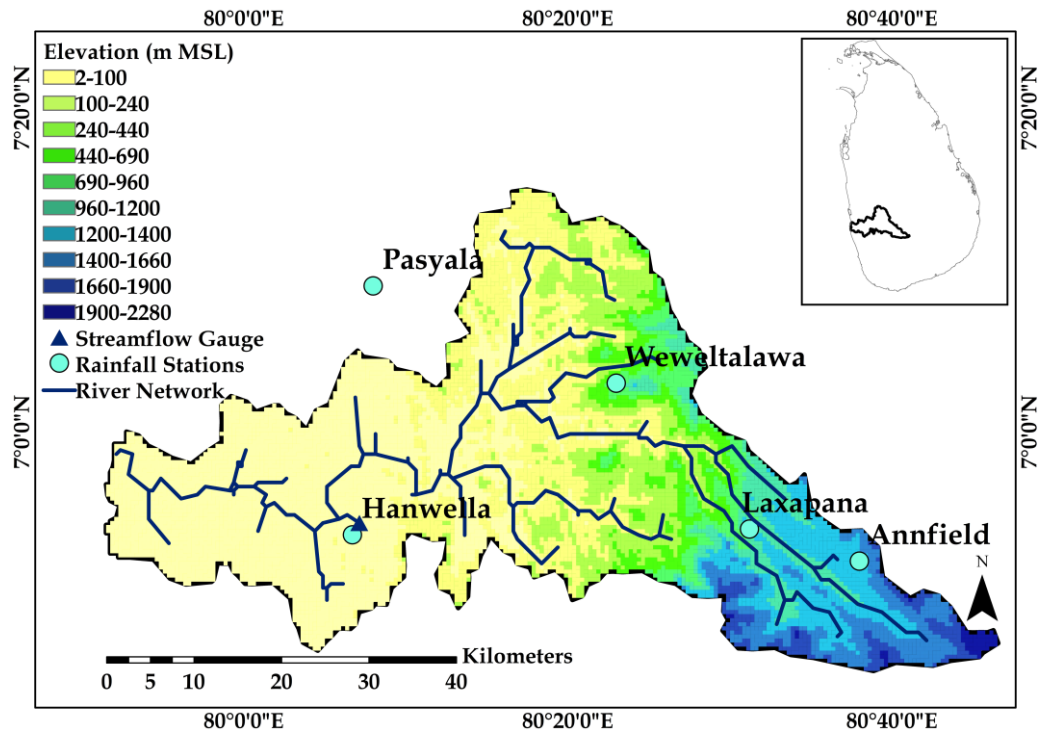 80°0'0"E 80°20'0"E 80°40'0"E
7°20'0"N
7°20'0"N
Elevation (m MSL)
2-100
100-240
240-440
440-690
690-960
960-1200
1200-1400
1400-1660
1660-1900
1900-2280
Streamflow Gauge
Rainfall Stations
River Network
Pasyala
Weweltalawa
7°0'0"N
7°0'0"N
Hanwella
Laxapana
Annfield
N
Kilometers
0 5 10 20 30 40
80°0'0"E 80°20'0"E 80°40'0"E